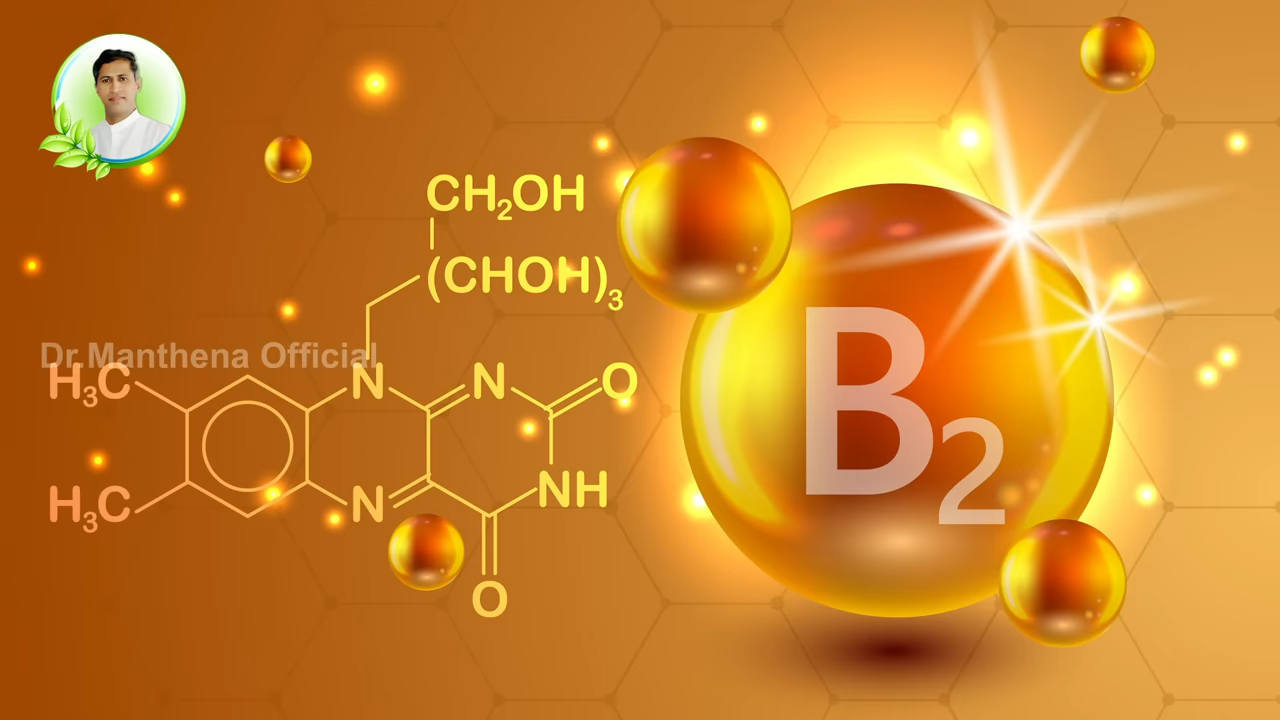 CH₂OH
(CHOH)₃
Dr.Manthena Official
H₃C N N O
H₃C N NH
O
B₂